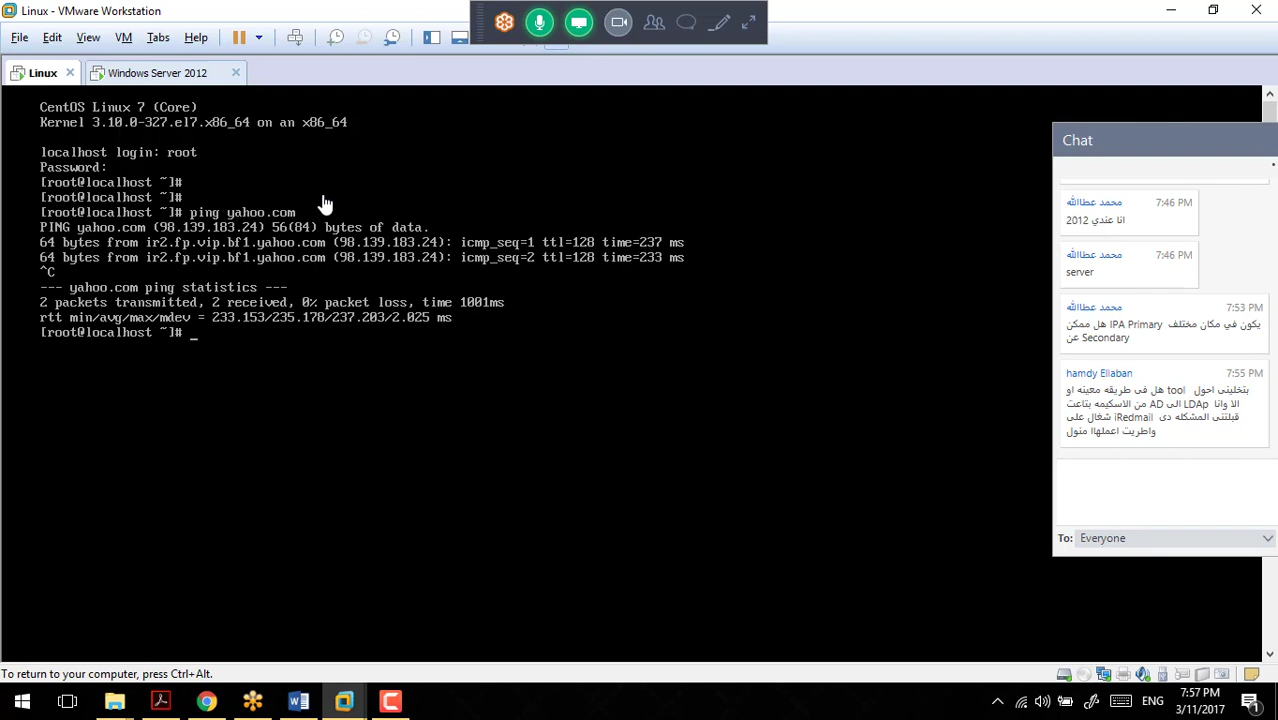 Linux - VMware Workstation
File Edit View VM Tabs Help
Linux
Windows Server 2012
CentOS Linux 7 (Core)
Kernel 3.10.0-327.el7.x86_64 on an x86_64
localhost login: root
Password:
[root@localhost ~]#
[root@localhost ~]#
[root@localhost ~]# ping yahoo.com
PING yahoo.com (98.139.183.24) 56(84) bytes of data.
64 bytes from ir2.fp.vip.bf1.yahoo.com (98.139.183.24): icmp_seq=1 ttl=128 time=237 ms
64 bytes from ir2.fp.vip.bf1.yahoo.com (98.139.183.24): icmp_seq=2 ttl=128 time=233 ms
^C
--- yahoo.com ping statistics ---
2 packets transmitted, 2 received, 0% packet loss, time 1001ms
rtt min/avg/max/mdev = 233.153/235.178/237.203/2.025 ms
[root@localhost ~]# _
Chat
محمد عطاالله 7:46 PM
انا عندي 2012
محمد عطاالله 7:46 PM
server
محمد عطاالله 7:53 PM
يكون في مكان مختلف IPA Primary هل ممكن
عن Secondary
hamdy Ellaban 7:55 PM
بتخليني احول tool هل فى طريقه معينه او
الا وانا LDAp الى AD من الاسكيمه بتاعت
قبلتنى المشكله دى iRedmail شغال على
واطريت اعملهاا منول
To: Everyone
To return to your computer, press Ctrl+Alt.
ENG
7:57 PM
3/11/2017
1